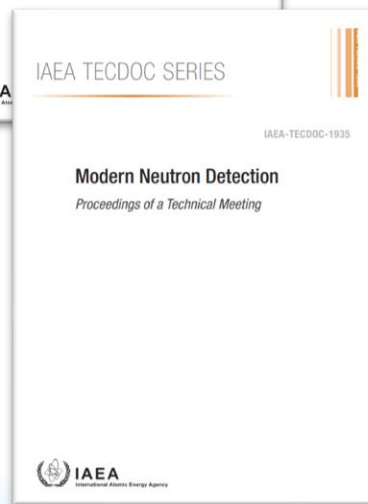 IAEA TECDOC SERIES
A
IAEA-TECDOC-1935
Modern Neutron Detection
Proceedings of a Technical Meeting
IAEA
International Atomic Energy Agency